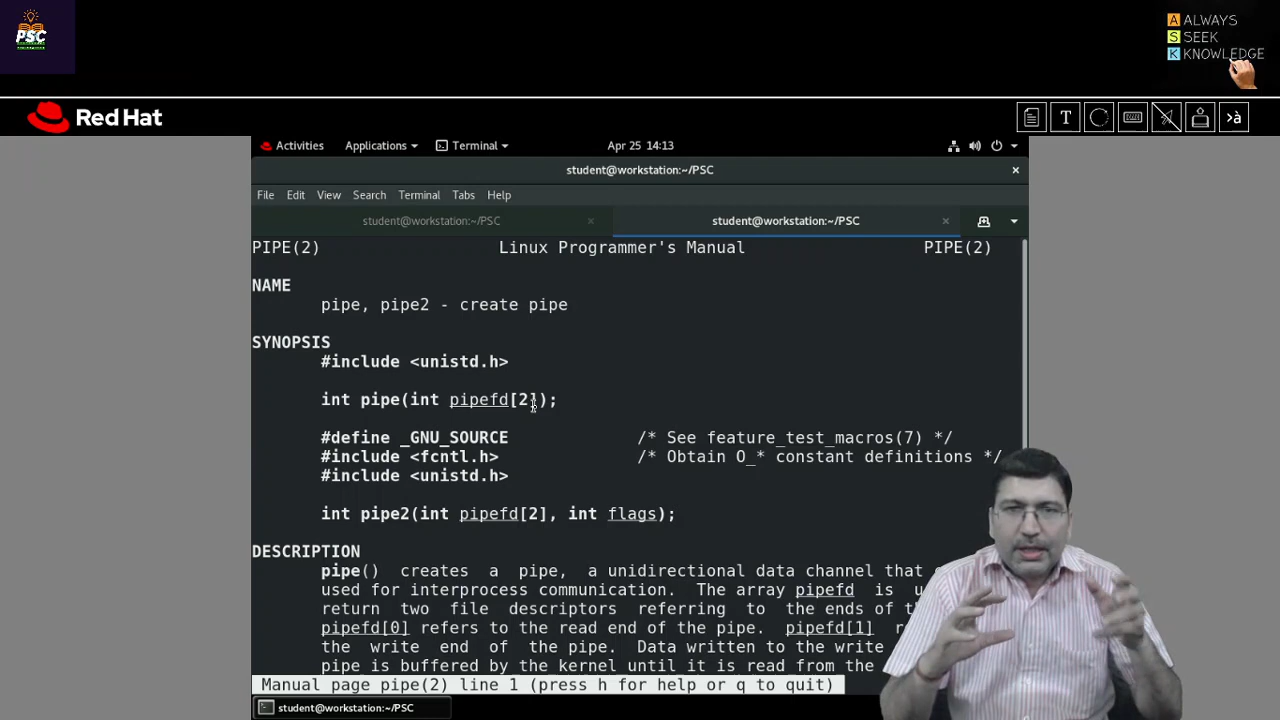 PSC
A ALWAYS
S SEEK
K KNOWLEDGE
Red Hat
T
>à
Activities Applications Terminal Apr 25 14:13
student@workstation:~/PSC
File Edit View Search Terminal Tabs Help
student@workstation:~/PSC student@workstation:~/PSC
PIPE(2) Linux Programmer's Manual PIPE(2)
NAME
pipe, pipe2 - create pipe
SYNOPSIS
#include <unistd.h>
int pipe(int pipefd[2]);
#define _GNU_SOURCE /* See feature_test_macros(7) */
#include <fcntl.h> /* Obtain O_* constant definitions */
#include <unistd.h>
int pipe2(int pipefd[2], int flags);
DESCRIPTION
pipe() creates a pipe, a unidirectional data channel that
used for interprocess communication. The array pipefd is
return two file descriptors referring to the ends of
pipefd[0] refers to the read end of the pipe. pipefd[1]
the write end of the pipe. Data written to the write
pipe is buffered by the kernel until it is read from the
Manual page pipe(2) line 1 (press h for help or q to quit)
student@workstation:~/PSC